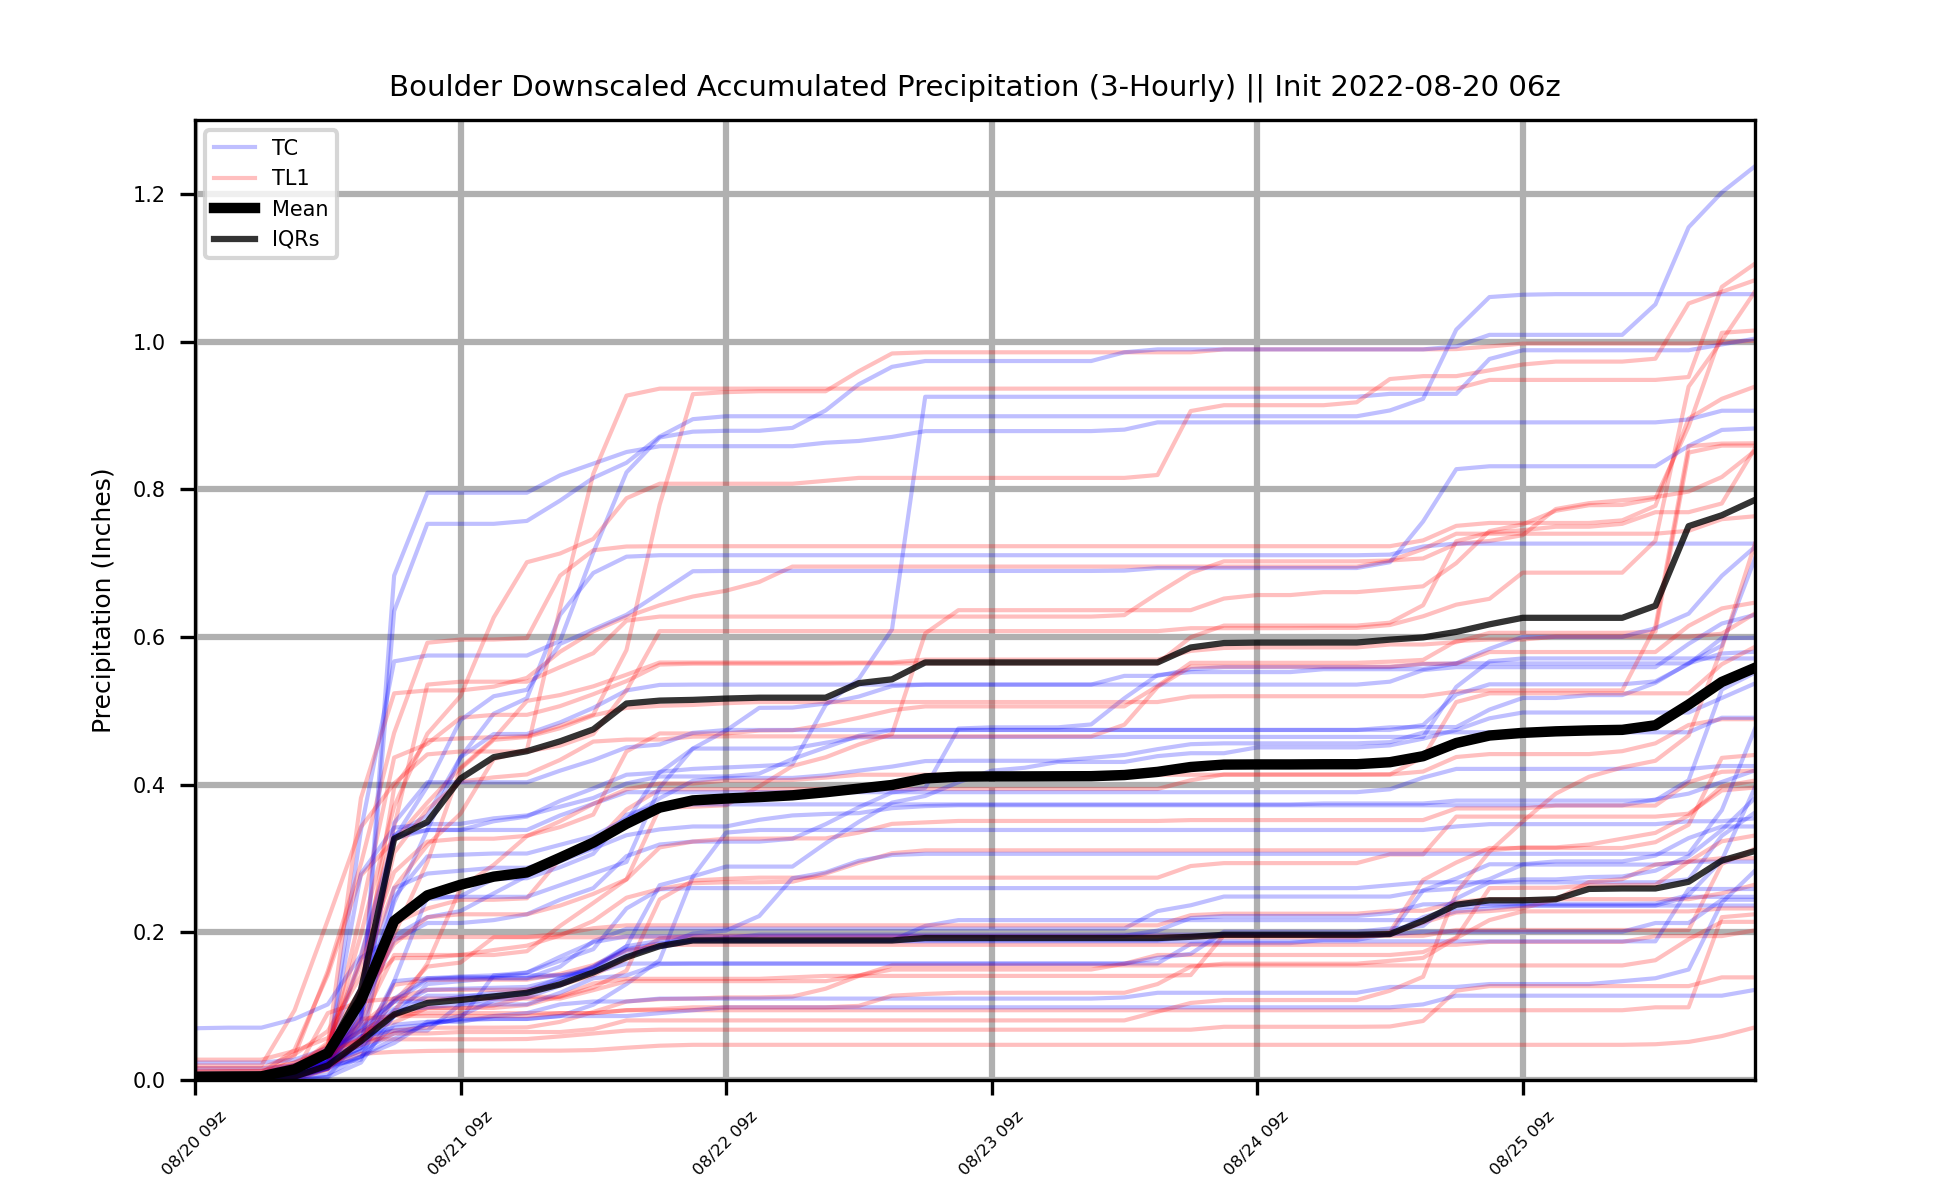 Boulder Downscaled Accumulated Precipitation (3-Hourly) || Init 2022-08-20 06z
TC
TL1
Mean
IQRs
Precipitation (Inches)
1.2
1.0
0.8
0.6
0.4
0.2
0.0
08/20 09z
08/21 09z
08/22 09z
08/23 09z
08/24 09z
08/25 09z